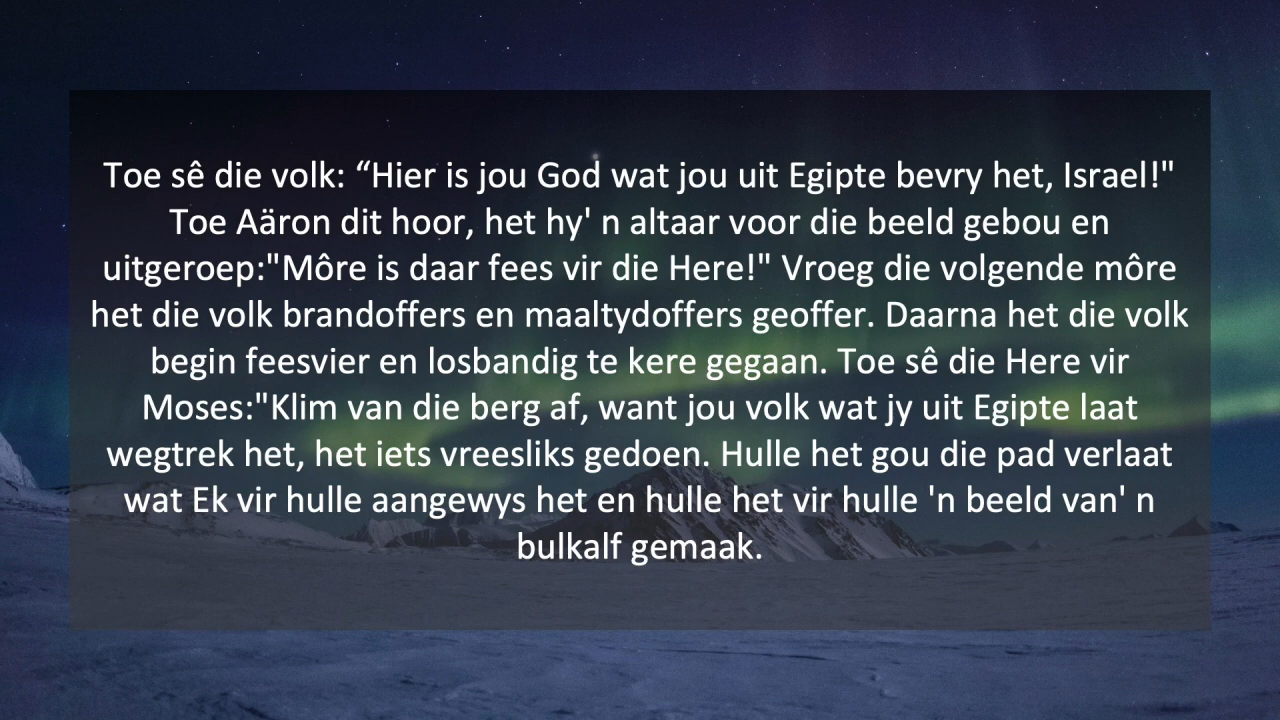 Toe sê die volk: “Hier is jou God wat jou uit Egipte bevry het, Israel!"
Toe Aäron dit hoor, het hy' n altaar voor die beeld gebou en
uitgeroep:"Môre is daar fees vir die Here!" Vroeg die volgende môre
het die volk brandoffers en maaltydoffers geoffer. Daarna het die volk
begin feesvier en losbandig te kere gegaan. Toe sê die Here vir
Moses:"Klim van die berg af, want jou volk wat jy uit Egipte laat
wegtrek het, het iets vreesliks gedoen. Hulle het gou die pad verlaat
wat Ek vir hulle aangewys het en hulle het vir hulle 'n beeld van' n
bulkalf gemaak.